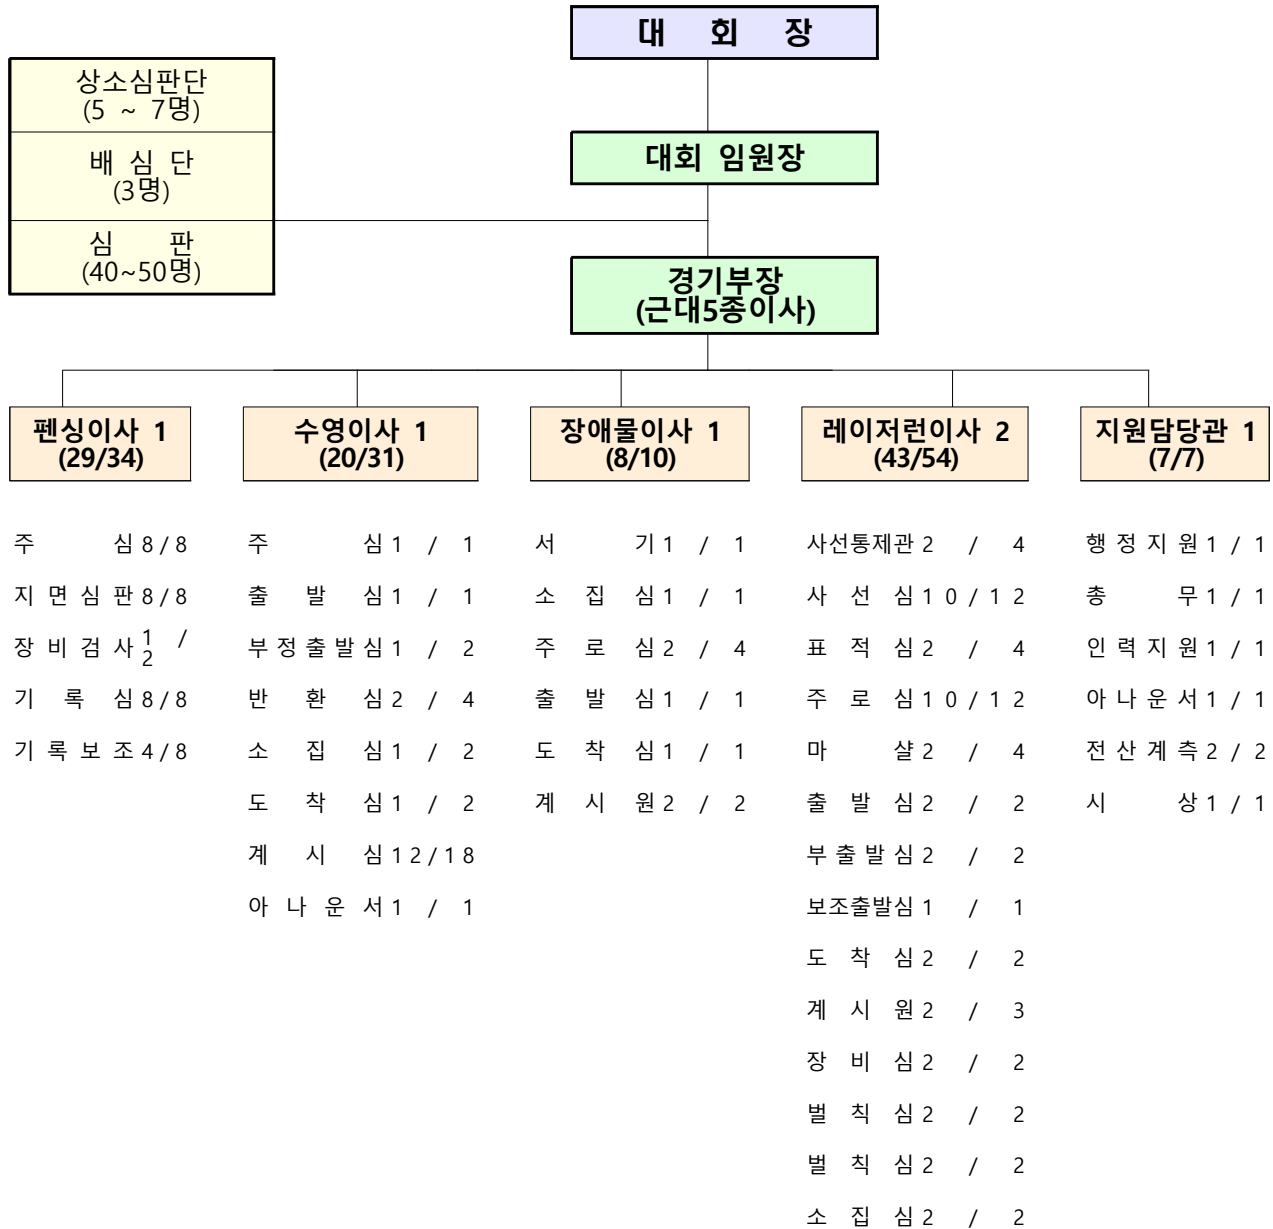 대 회 장
상소심판단
(5 ~ 7명)
배 심 단
(3명)
심 판
(40~50명)
대회 임원장
경기부장
(근대5종이사)
펜싱이사 1
(29/34)
주 심 8/8
지면심판 8/8
장비검사 1 / 2
기 록 심 8/8
기록보조 4/8
수영이사 1
(20/31)
주 심 1 / 1
출 발 심 1 / 1
부정출발심 1 / 2
반 환 심 2 / 4
소 집 심 1 / 2
도 착 심 1 / 2
계 시 심 12/18
아 나 운 서 1 / 1
장애물이사 1
(8/10)
서 기 1 / 1
소 집 심 1 / 1
주 로 심 2 / 4
출 발 심 1 / 1
도 착 심 1 / 1
계 시 원 2 / 2
레이저런이사 2
(43/54)
사선통제관 2 / 4
사 선 심 10/12
표 적 심 2 / 4
주 로 심 10/12
마 샬 2 / 4
출 발 심 2 / 2
부 출 발 심 2 / 2
보조출발심 1 / 1
도 착 심 2 / 2
계 시 원 2 / 3
장 비 심 2 / 2
벌 칙 심 2 / 2
벌 칙 심 2 / 2
소 집 심 2 / 2
지원담당관 1
(7/7)
행정지원 1 / 1
총 무 1 / 1
인력지원 1 / 1
아나운서 1 / 1
전산계측 2 / 2
시 상 1 / 1